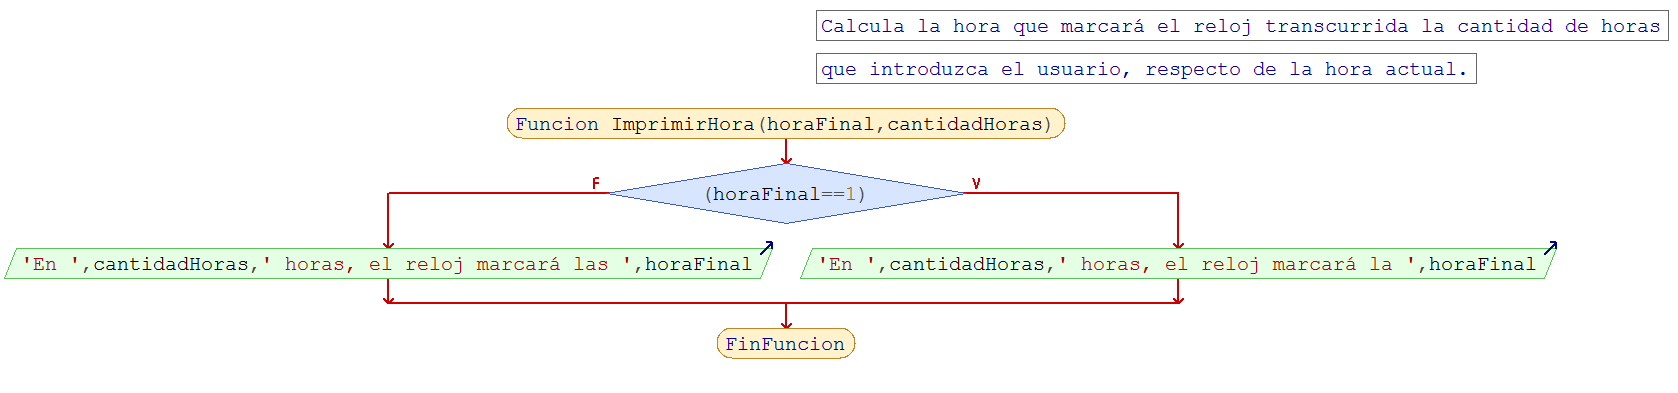 Calcula la hora que marcará el reloj transcurrida la cantidad de horas
que introduzca el usuario, respecto de la hora actual.
Funcion ImprimirHora(horaFinal,cantidadHoras)
F
V
(horaFinal==1)
'En ',cantidadHoras,' horas, el reloj marcará las ',horaFinal
'En ',cantidadHoras,' horas, el reloj marcará la ',horaFinal
FinFuncion